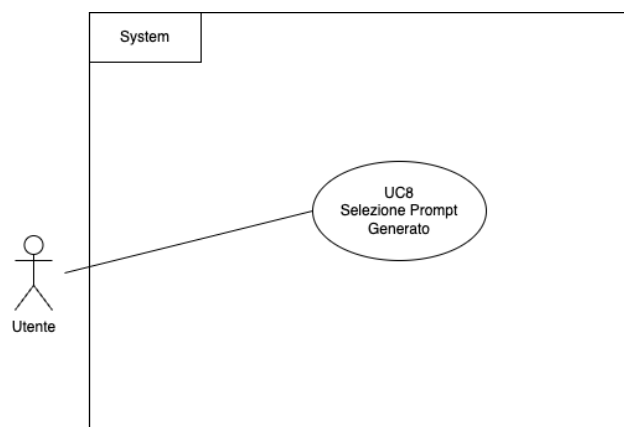 System
UC8
Selezione Prompt
Generato
Utente